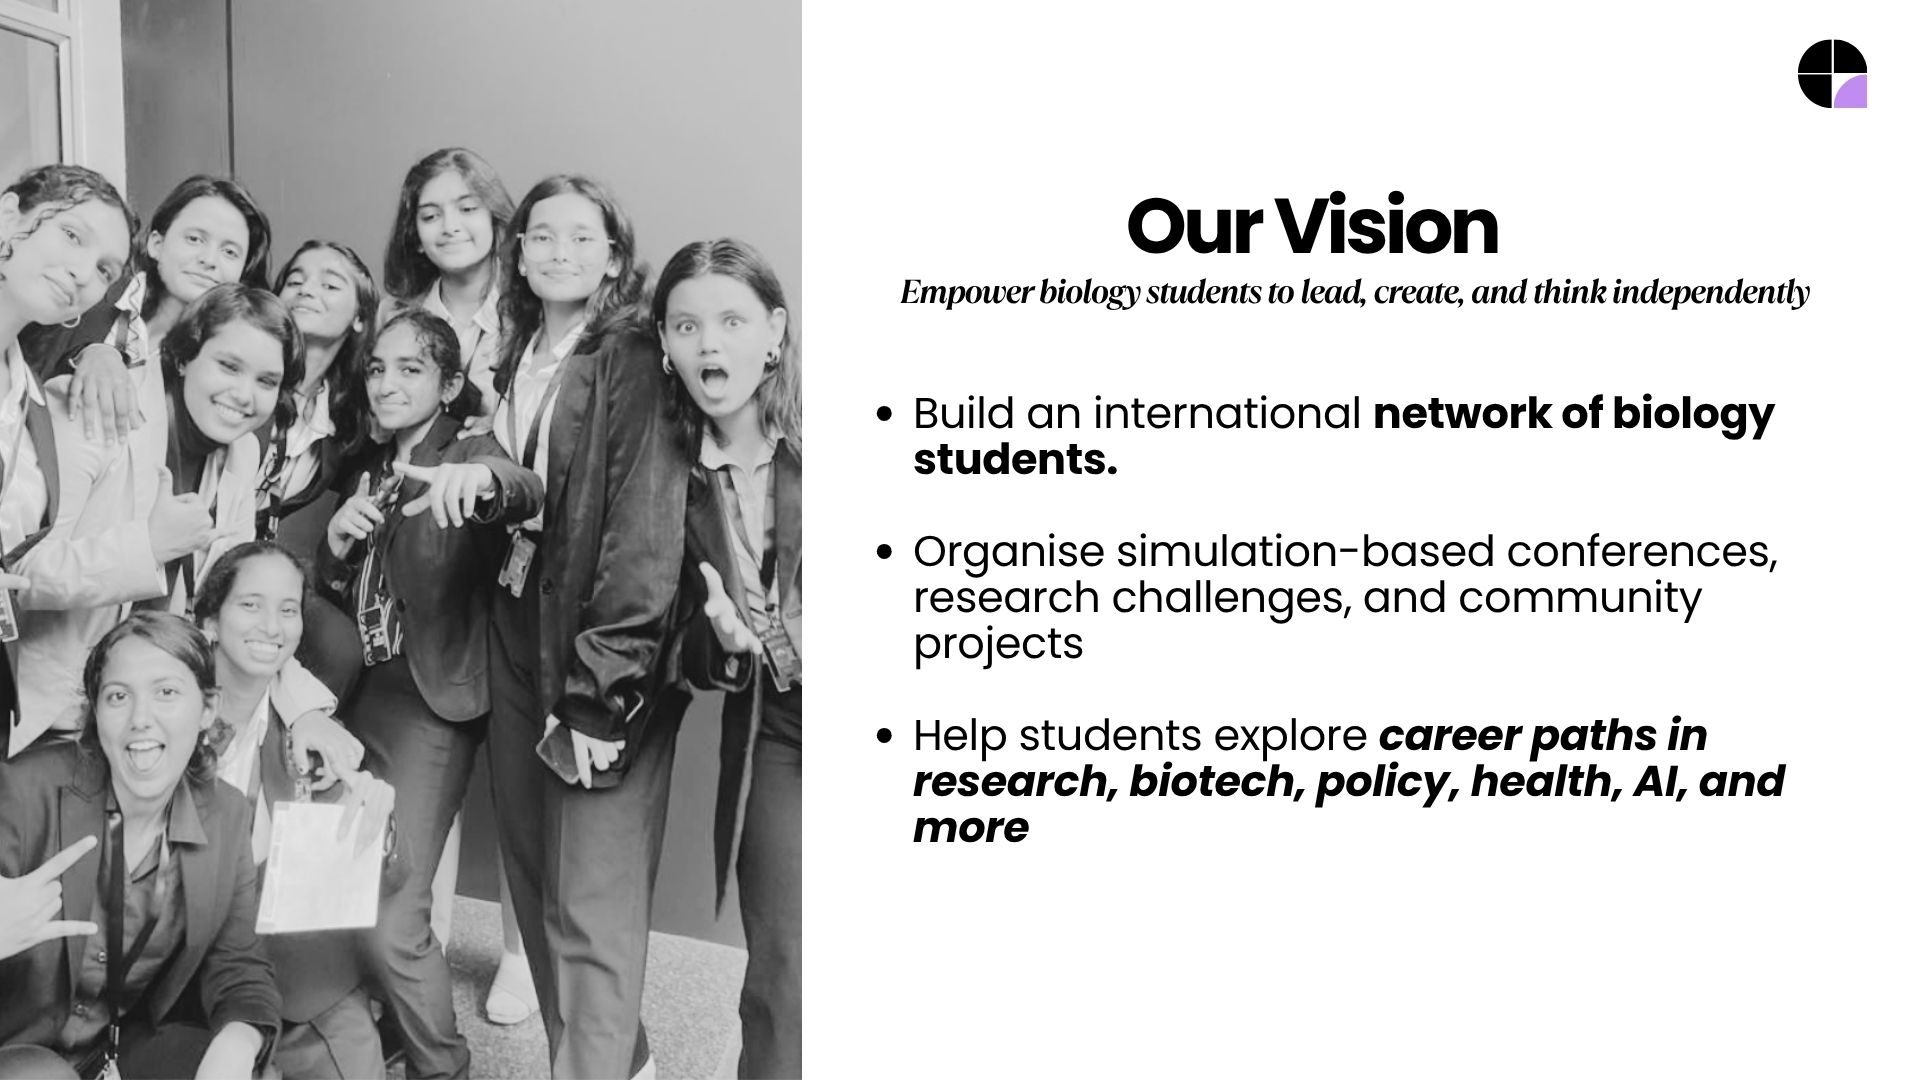 Our Vision
Empower biology students to lead, create, and think independently
• Build an international network of biology
students.
• Organise simulation-based conferences,
research challenges, and community
projects
• Help students explore career paths in
research, biotech, policy, health, AI, and
more